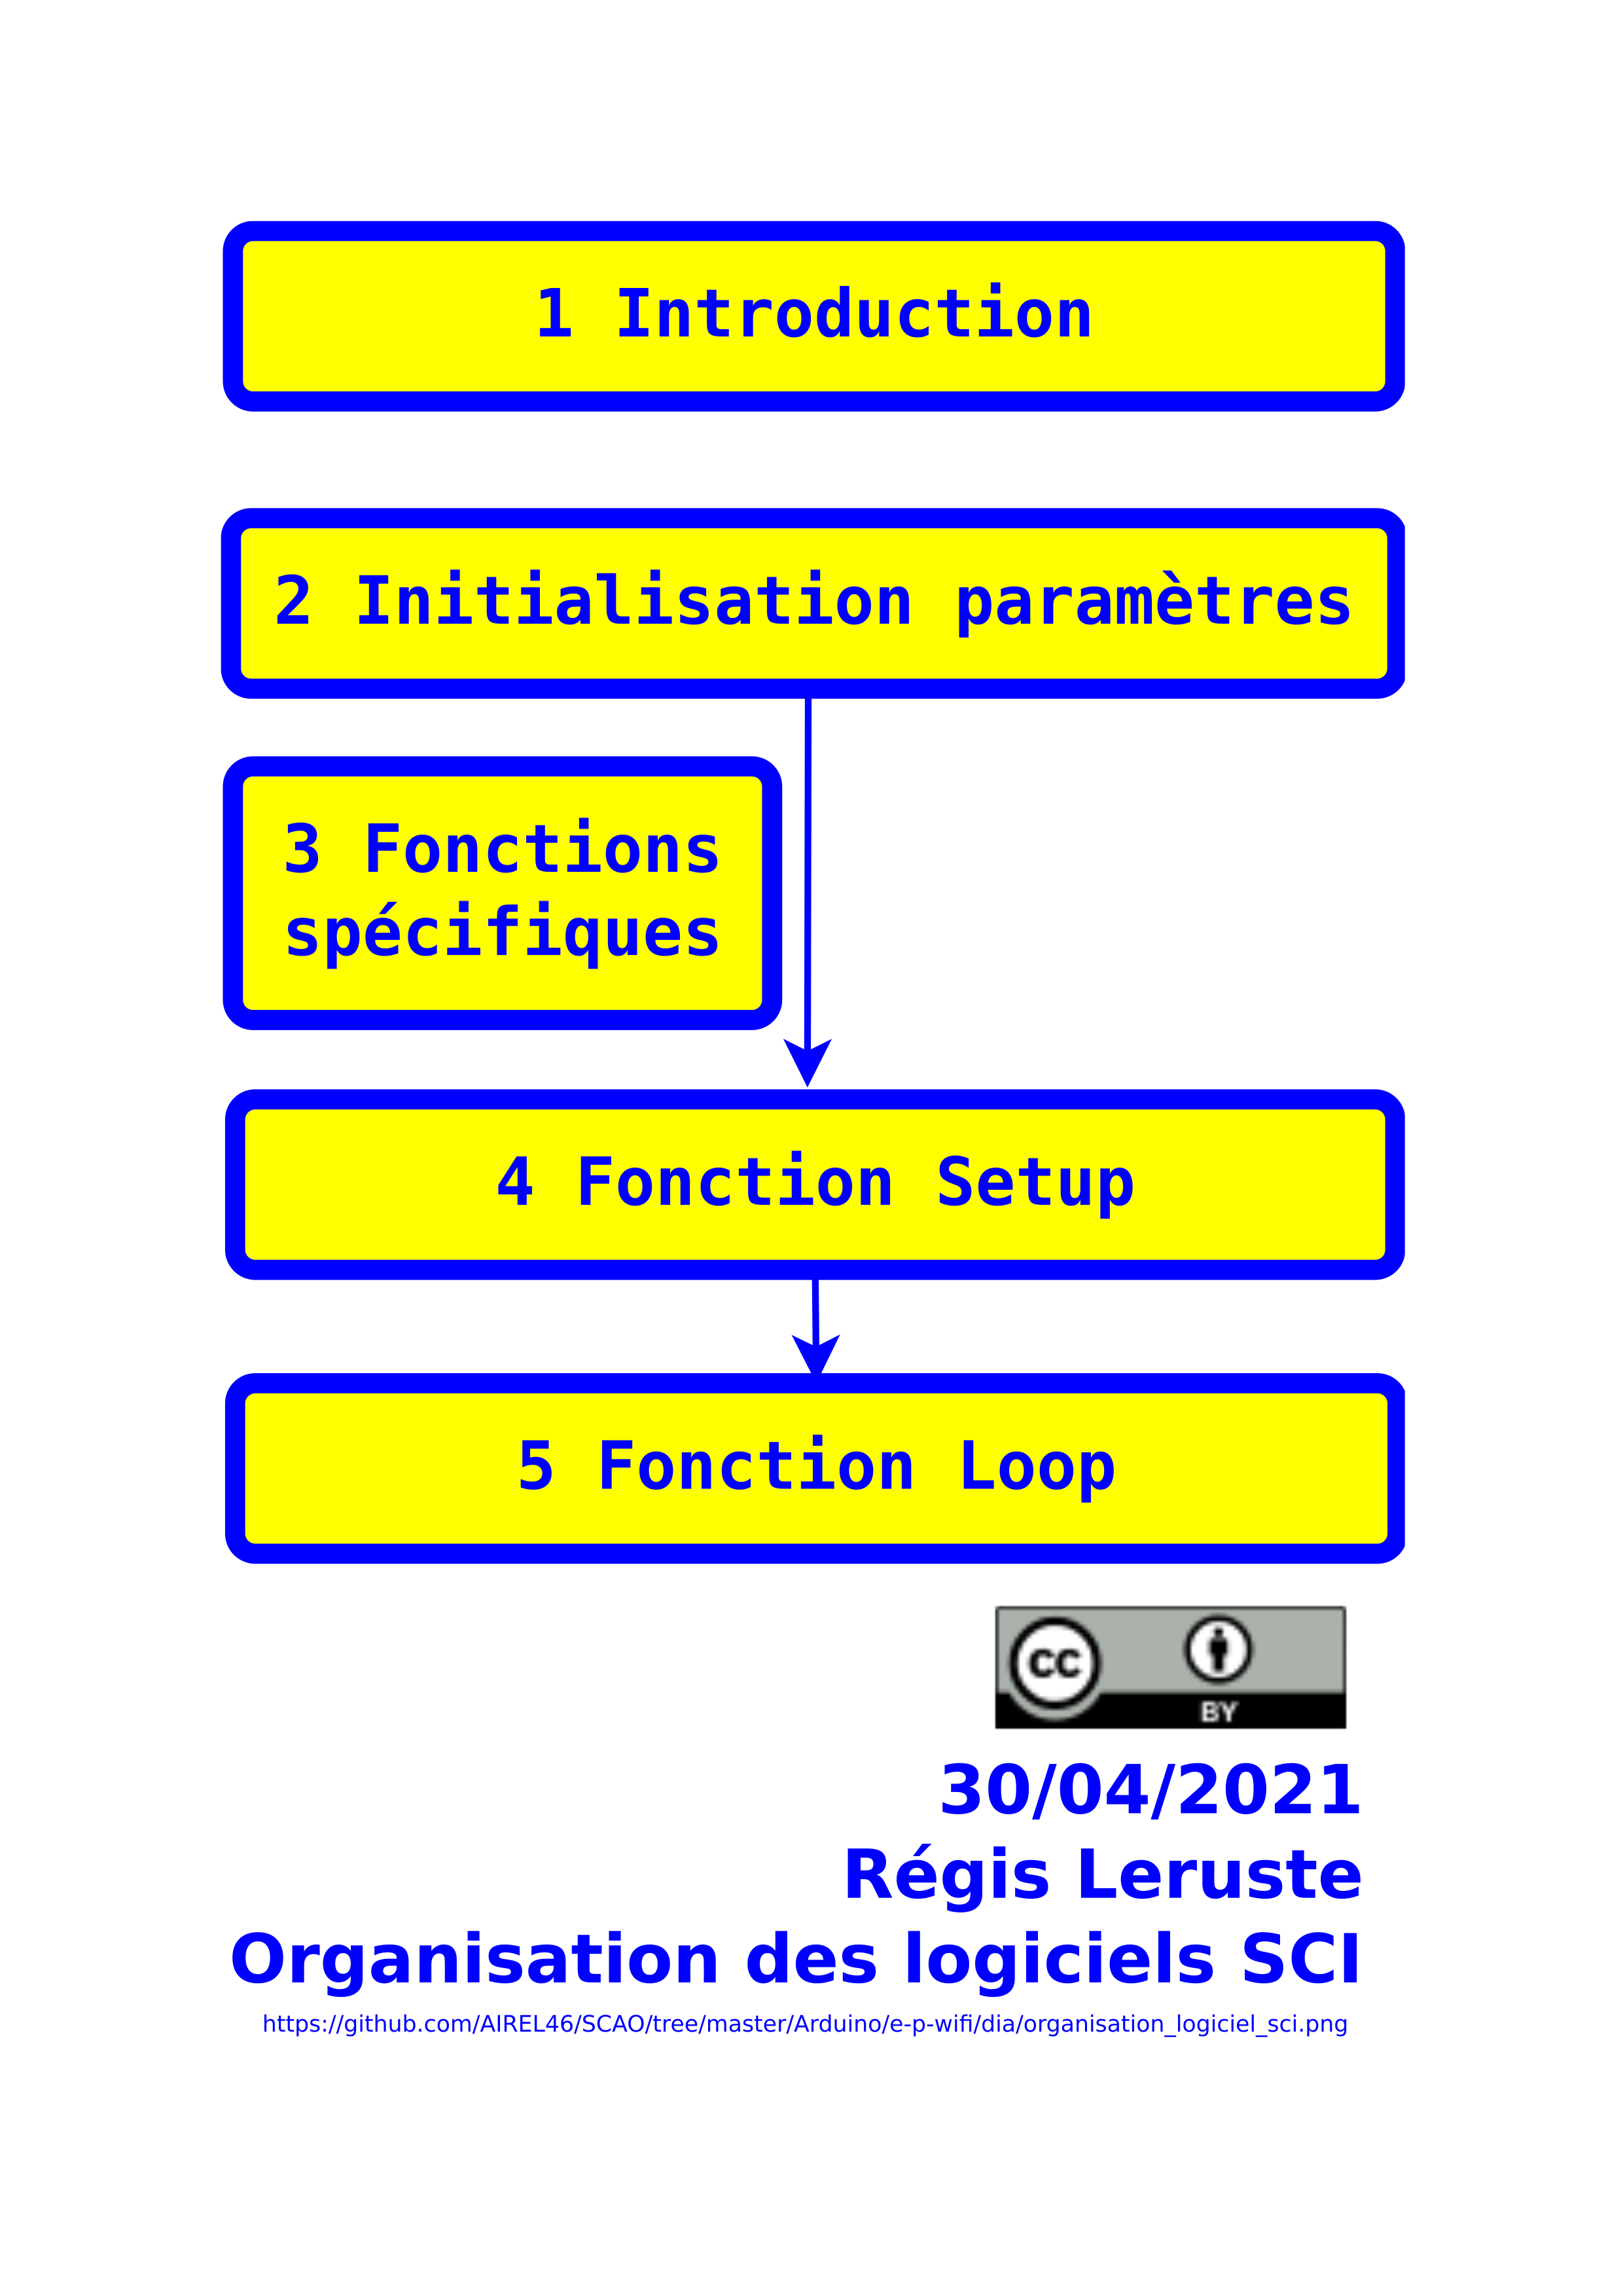 1 Introduction
2 Initialisation paramètres
3 Fonctions
spécifiques
4 Fonction Setup
5 Fonction Loop
CC
BY
30/04/2021
Régis Leruste
Organisation des logiciels SCI
https://github.com/AIREL46/SCAO/tree/master/Arduino/e-p-wifi/dia/organisation_logiciel_sci.png